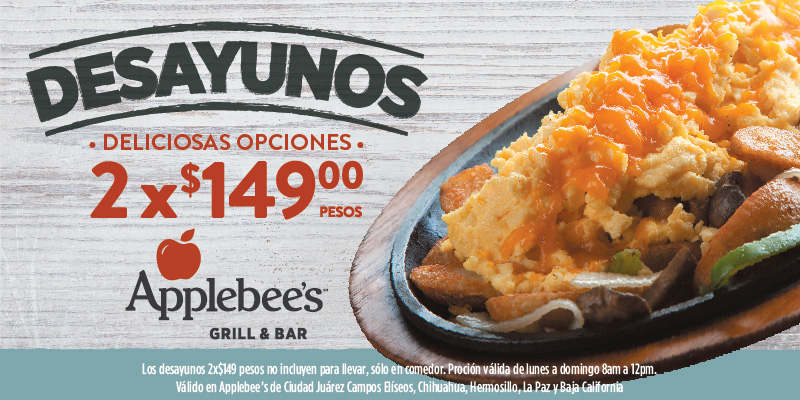 DESAYUNOS
• DELICIOSAS OPCIONES •
2 x $149.00 PESOS
Applebee's
GRILL & BAR
Los desayunos 2x$149 pesos no incluyen para llevar, sólo en comedor. Proción válida de lunes a domingo 8am a 12pm.
Válido en Applebee's de Ciudad Juárez Campos Elíseos, Chihuahua, Hermosillo, La Paz y Baja California